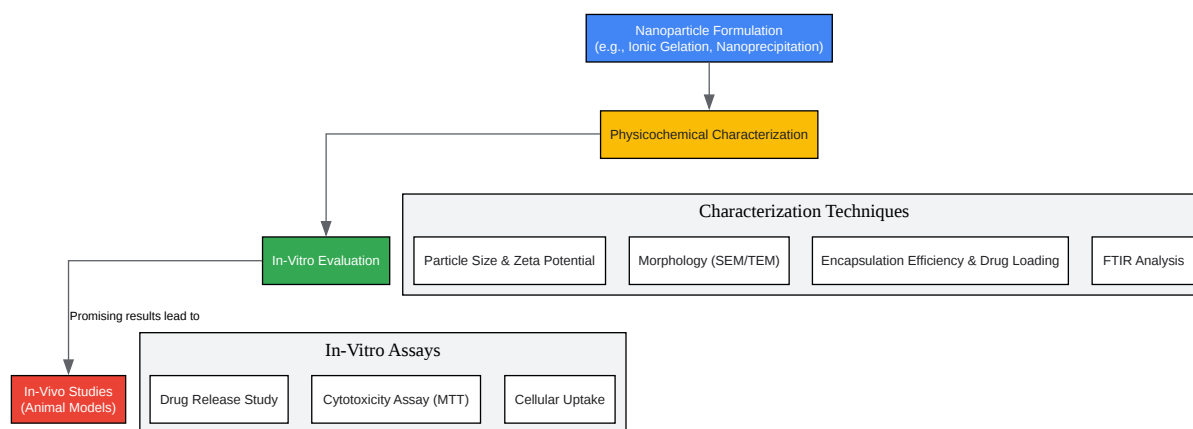 Nanoparticle Formulation
(e.g., Ionic Gelation, Nanoprecipitation)
Physicochemical Characterization
Characterization Techniques
In-Vitro Evaluation
Particle Size & Zeta Potential
Morphology (SEM/TEM)
Encapsulation Efficiency & Drug Loading
FTIR Analysis
Promising results lead to
In-Vitro Assays
In-Vivo Studies
(Animal Models)
Drug Release Study
Cytotoxicity Assay (MTT)
Cellular Uptake